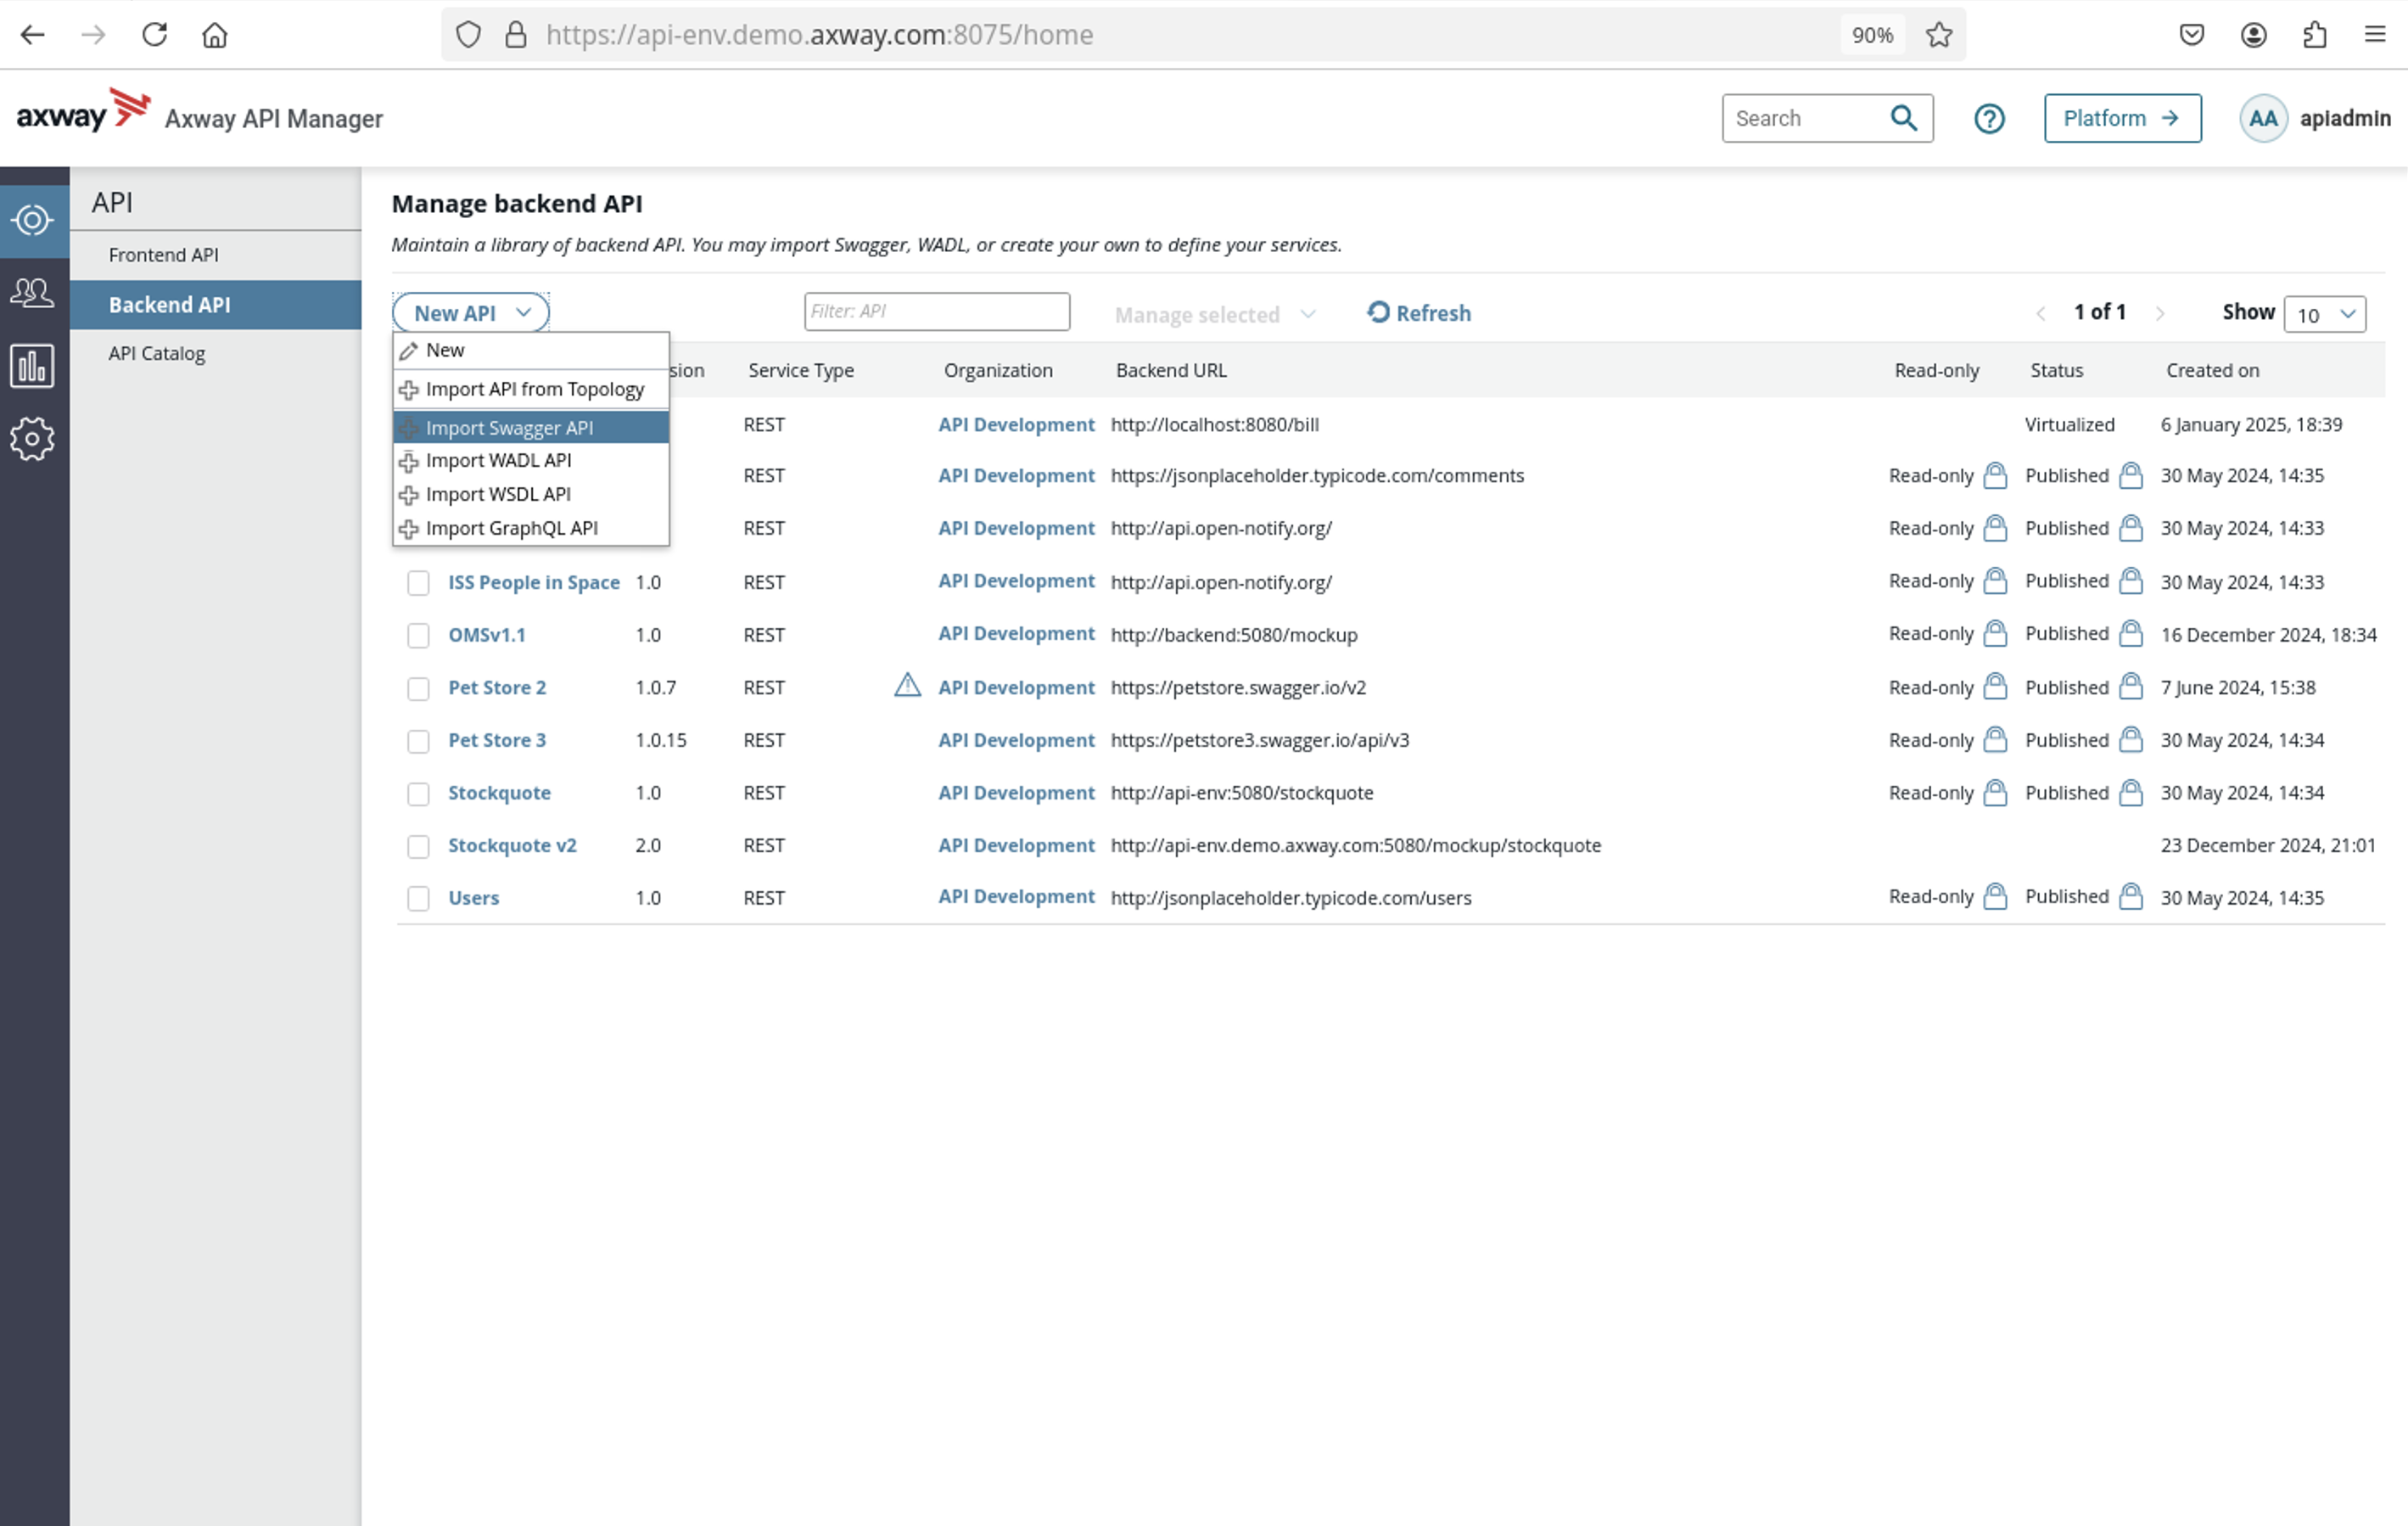 https://api-env.demo.axway.com:8075/home 90%
axway Axway API Manager Search Platform → AA apiadmin
API
Frontend API
Backend API
API Catalog
Manage backend API
Maintain a library of backend API. You may import Swagger, WADL, or create your own to define your services.
New API Filter: API Manage selected Refresh 1 of 1 Show 10
New
Import API from Topology
Import Swagger API
Import WADL API
Import WSDL API
Import GraphQL API
sion Service Type Organization Backend URL Read-only Status Created on
REST API Development http://localhost:8080/bill Virtualized 6 January 2025, 18:39
REST API Development https://jsonplaceholder.typicode.com/comments Read-only Published 30 May 2024, 14:35
REST API Development http://api.open-notify.org/ Read-only Published 30 May 2024, 14:33
ISS People in Space 1.0 REST API Development http://api.open-notify.org/ Read-only Published 30 May 2024, 14:33
OMSv1.1 1.0 REST API Development http://backend:5080/mockup Read-only Published 16 December 2024, 18:34
Pet Store 2 1.0.7 REST API Development https://petstore.swagger.io/v2 Read-only Published 7 June 2024, 15:38
Pet Store 3 1.0.15 REST API Development https://petstore3.swagger.io/api/v3 Read-only Published 30 May 2024, 14:34
Stockquote 1.0 REST API Development http://api-env:5080/stockquote Read-only Published 30 May 2024, 14:34
Stockquote v2 2.0 REST API Development http://api-env.demo.axway.com:5080/mockup/stockquote 23 December 2024, 21:01
Users 1.0 REST API Development http://jsonplaceholder.typicode.com/users Read-only Published 30 May 2024, 14:35